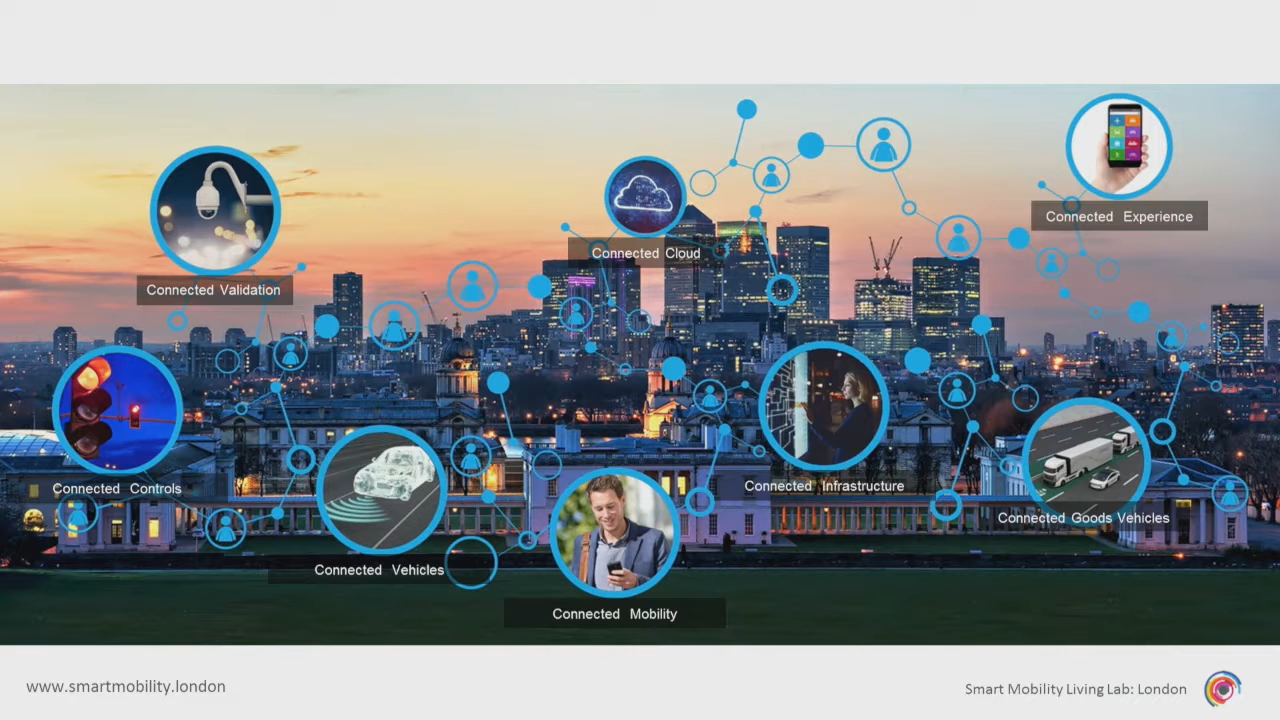 Connected Experience
Connected Cloud
Connected Validation
Connected Controls
Connected Infrastructure
Connected Goods Vehicles
Connected Vehicles
Connected Mobility
www.smartmobility.london
Smart Mobility Living Lab: London